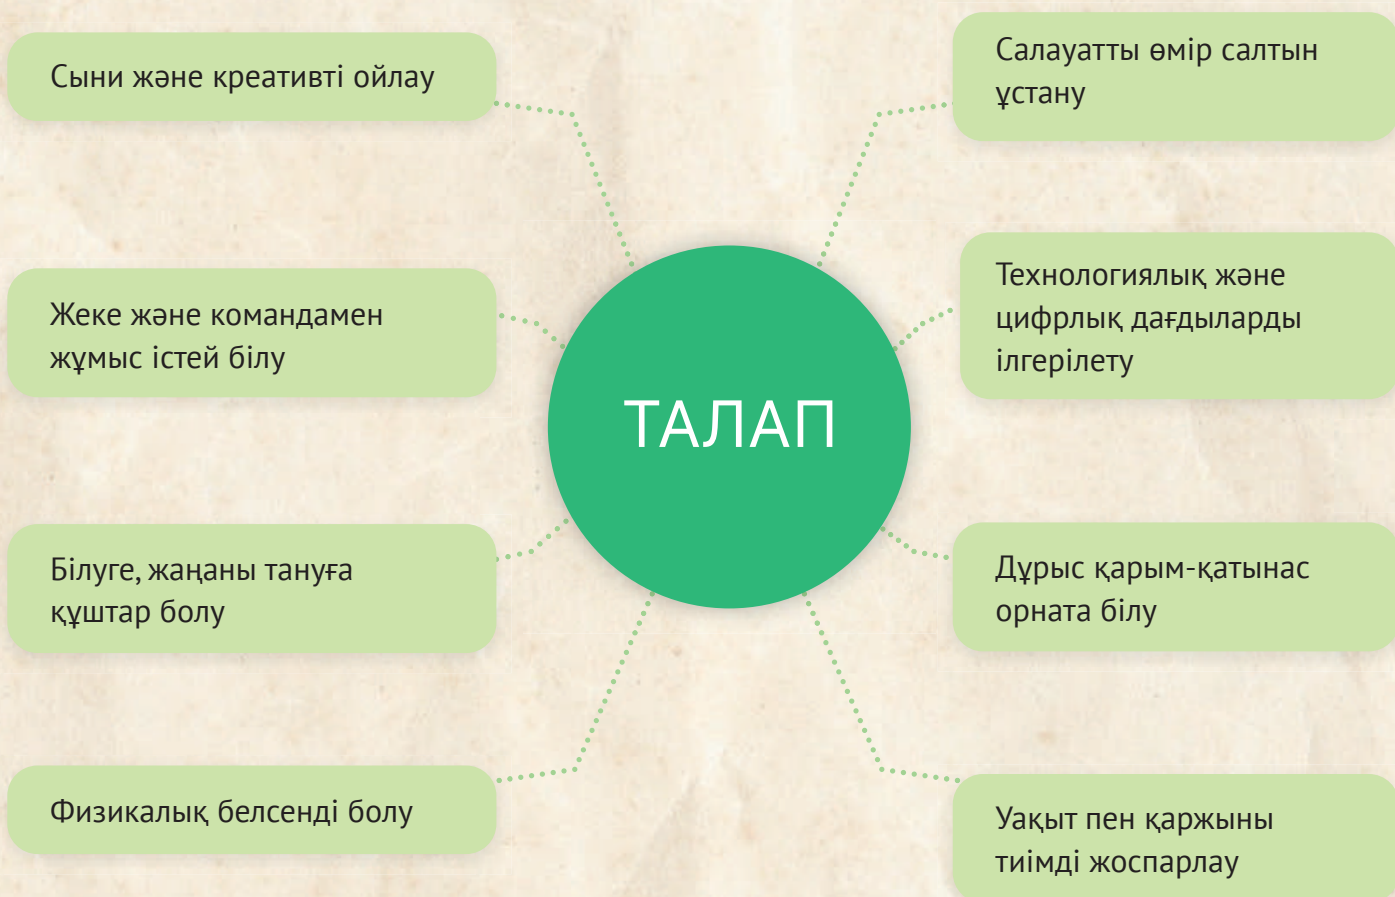 Сыни және креативті ойлау
Жеке және командамен
жұмыс істей білу
Білуге, жаңаны тануға
құштар болу
Физикалық белсенді болу
ТАЛАП
Салауатты өмір салтын
ұстану
Технологиялық және
цифрлық дағдыларды
ілгерілету
Дұрыс қарым-қатынас
орната білу
Уақыт пен қаржыны
тиімді жоспарлау